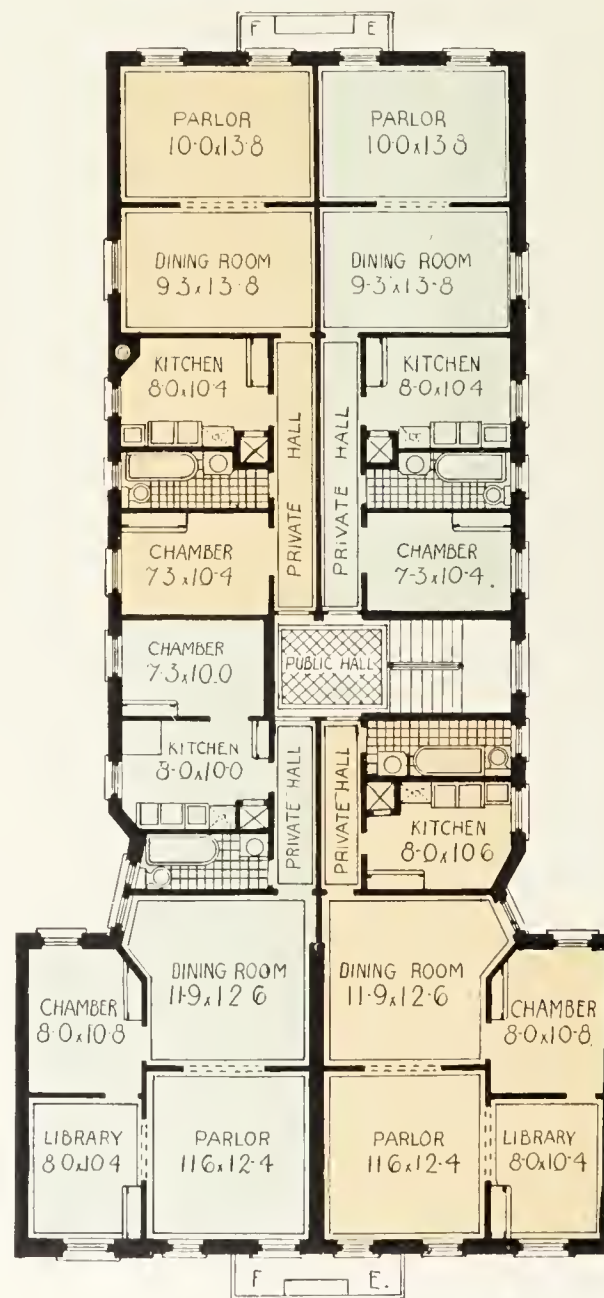 F E
PARLOR
10-0x13-8
PARLOR
10-0x13-8
DINING ROOM
9-3x13-8
DINING ROOM
9-3x13-8
KITCHEN
8-0x10-4
KITCHEN
8-0x10-4
PRIVATE HALL
PRIVATE HALL
CHAMBER
7-3x10-4
CHAMBER
7-3x10-4
CHAMBER
7-3x10.0
PUBLIC HALL
KITCHEN
8-0x10-0
PRIVATE HALL
PRIVATE HALL
KITCHEN
8-0x10 6
DINING ROOM
11-9x12-6
DINING ROOM
11-9x12-6
CHAMBER
8-0x10-8
CHAMBER
8-0x10-8
LIBRARY
8-0x10-4
PARLOR
11-6x12-4
PARLOR
11-6x12-4
LIBRARY
8-0x10-4
F E.